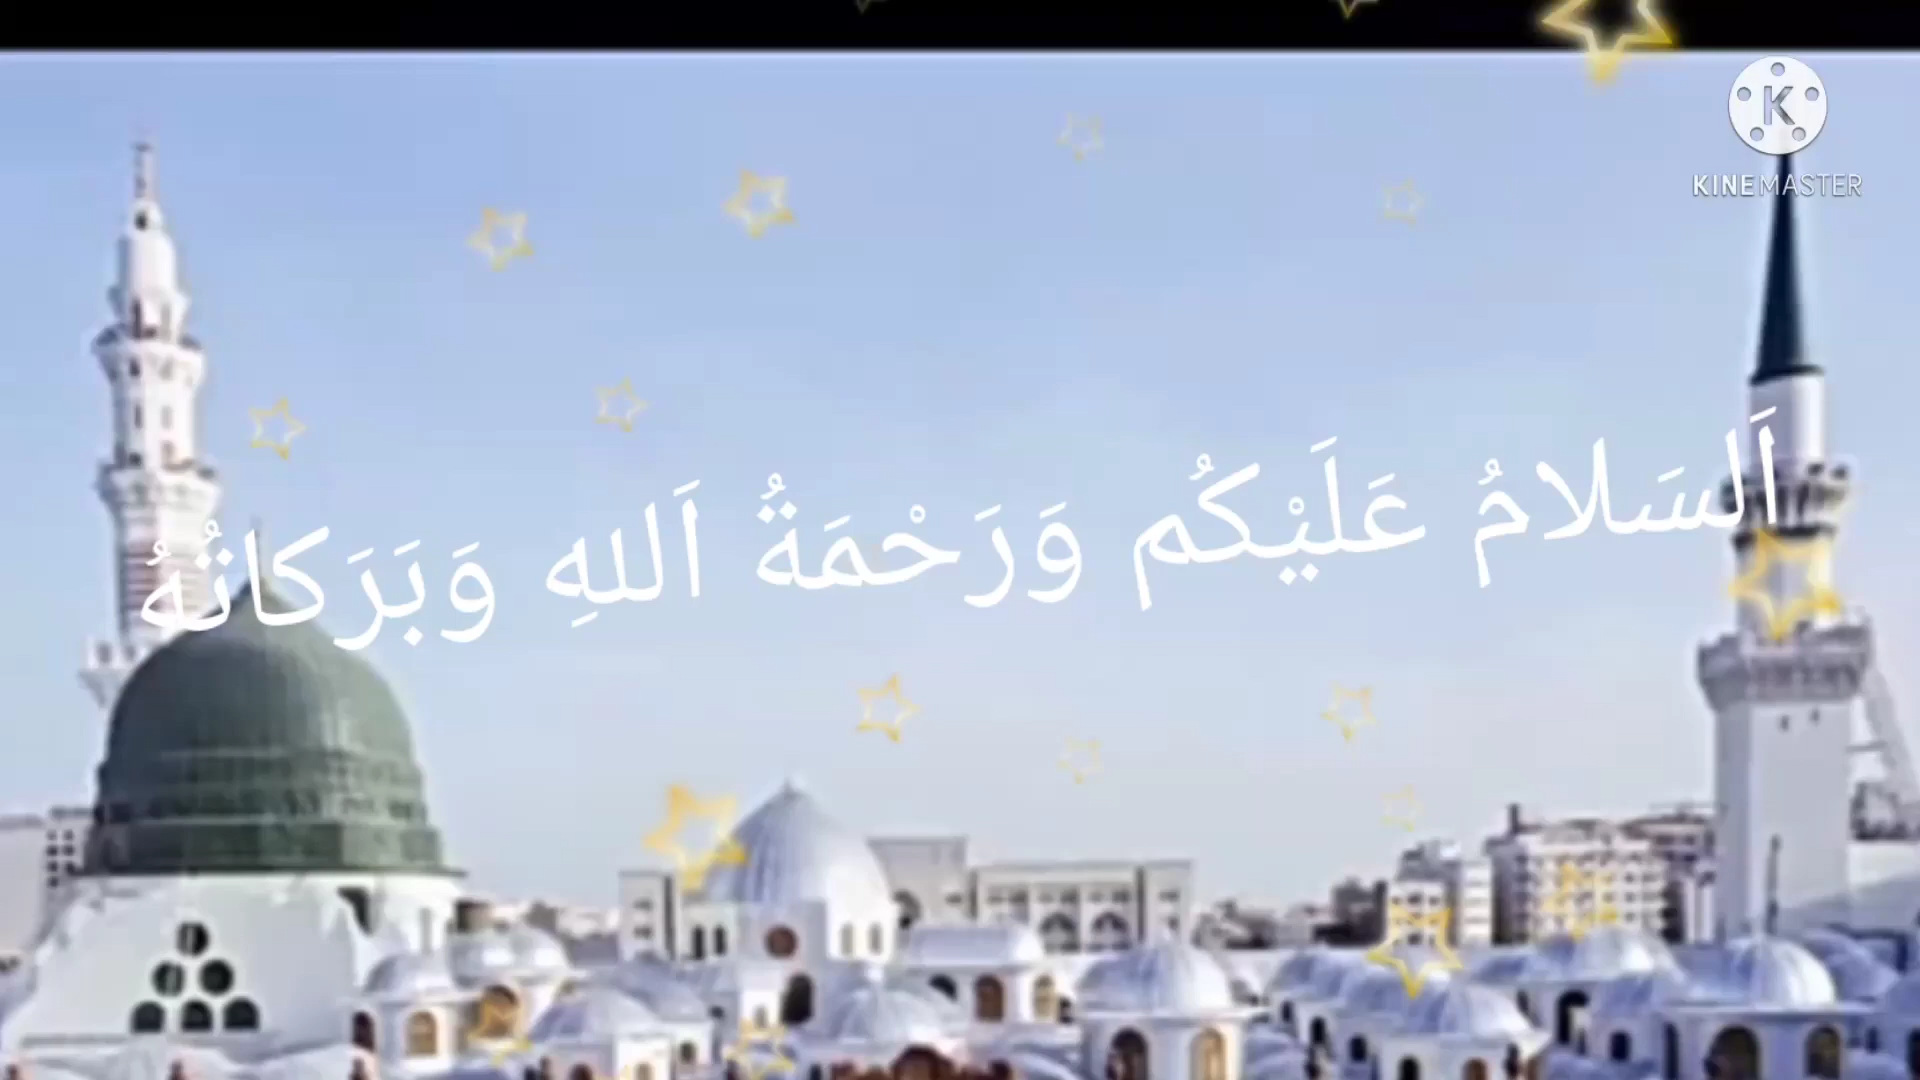 KINEMASTER
اَلسَلامُ عَلَيْكُم وَرَحْمَةُ اَللهِ وَبَرَكاتُهُ